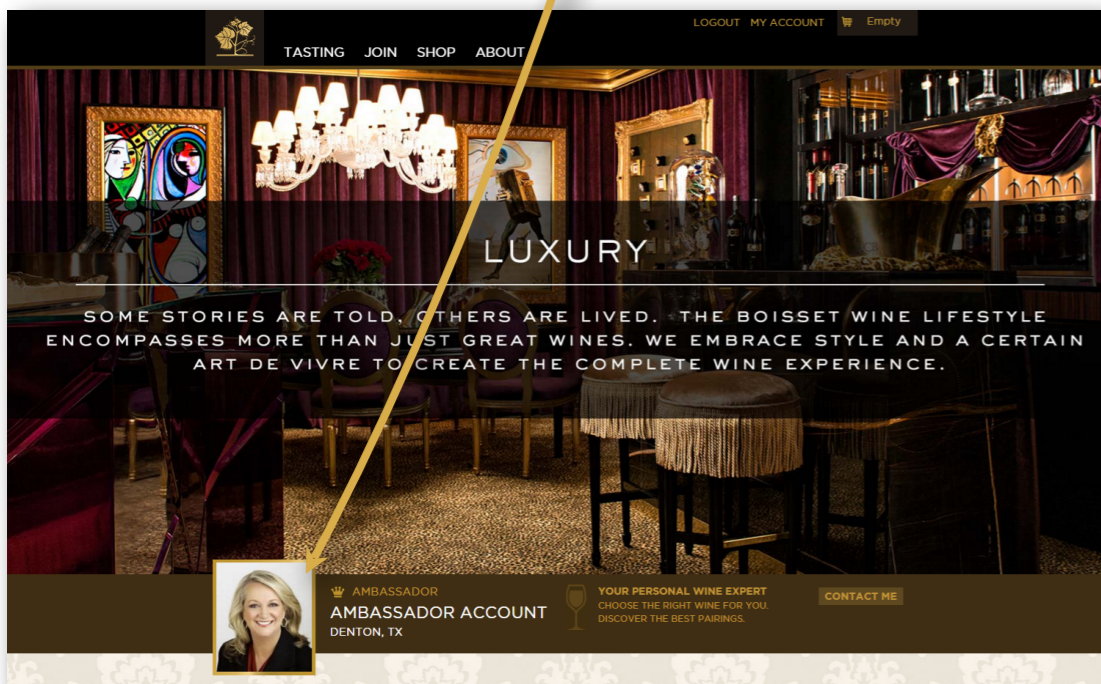 LOGOUT MY ACCOUNT Empty
TASTING JOIN SHOP ABOUT
LUXURY
SOME STORIES ARE TOLD, OTHERS ARE LIVED. THE BOISSET WINE LIFESTYLE
ENCOMPASSES MORE THAN JUST GREAT WINES. WE EMBRACE STYLE AND A CERTAIN
ART DE VIVRE TO CREATE THE COMPLETE WINE EXPERIENCE.
AMBASSADOR
AMBASSADOR ACCOUNT
DENTON, TX
YOUR PERSONAL WINE EXPERT
CHOOSE THE RIGHT WINE FOR YOU.
DISCOVER THE BEST PAIRINGS.
CONTACT ME